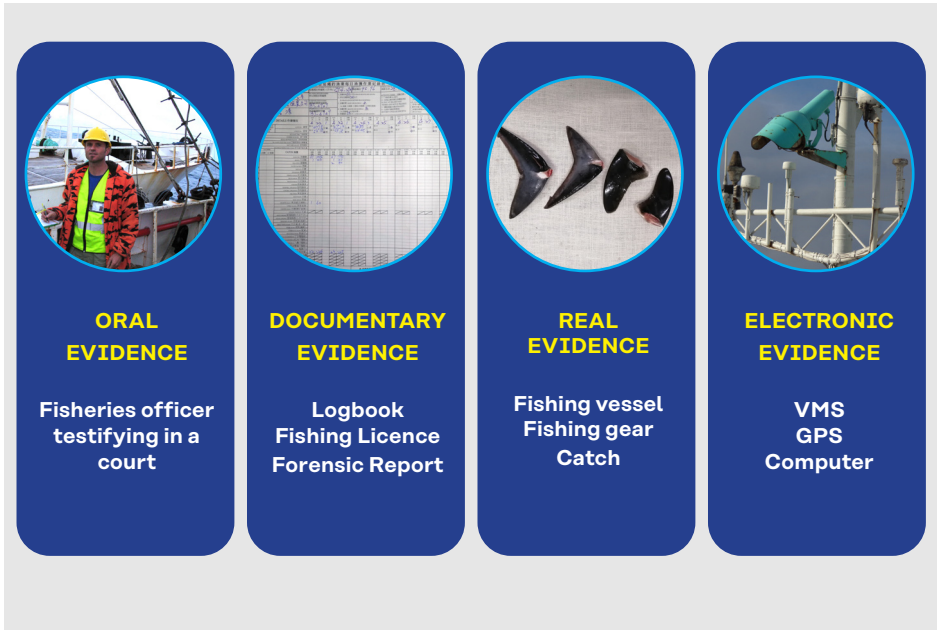 ORAL
EVIDENCE
Fisheries officer
testifying in a
court
DOCUMENTARY
EVIDENCE
Logbook
Fishing Licence
Forensic Report
REAL
EVIDENCE
Fishing vessel
Fishing gear
Catch
ELECTRONIC
EVIDENCE
VMS
GPS
Computer